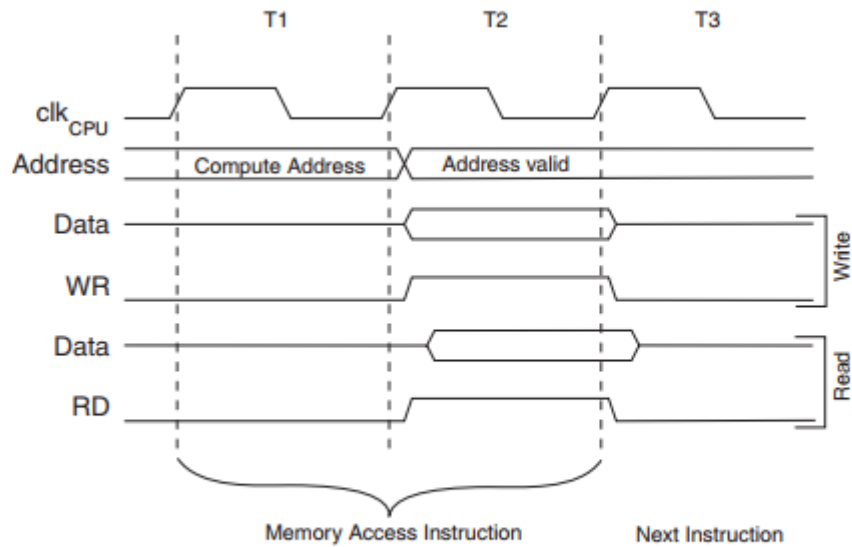 T1 T2 T3
clkCPU
Address Compute Address Address valid
Data
WR
Write
Data
RD
Read
Memory Access Instruction Next Instruction